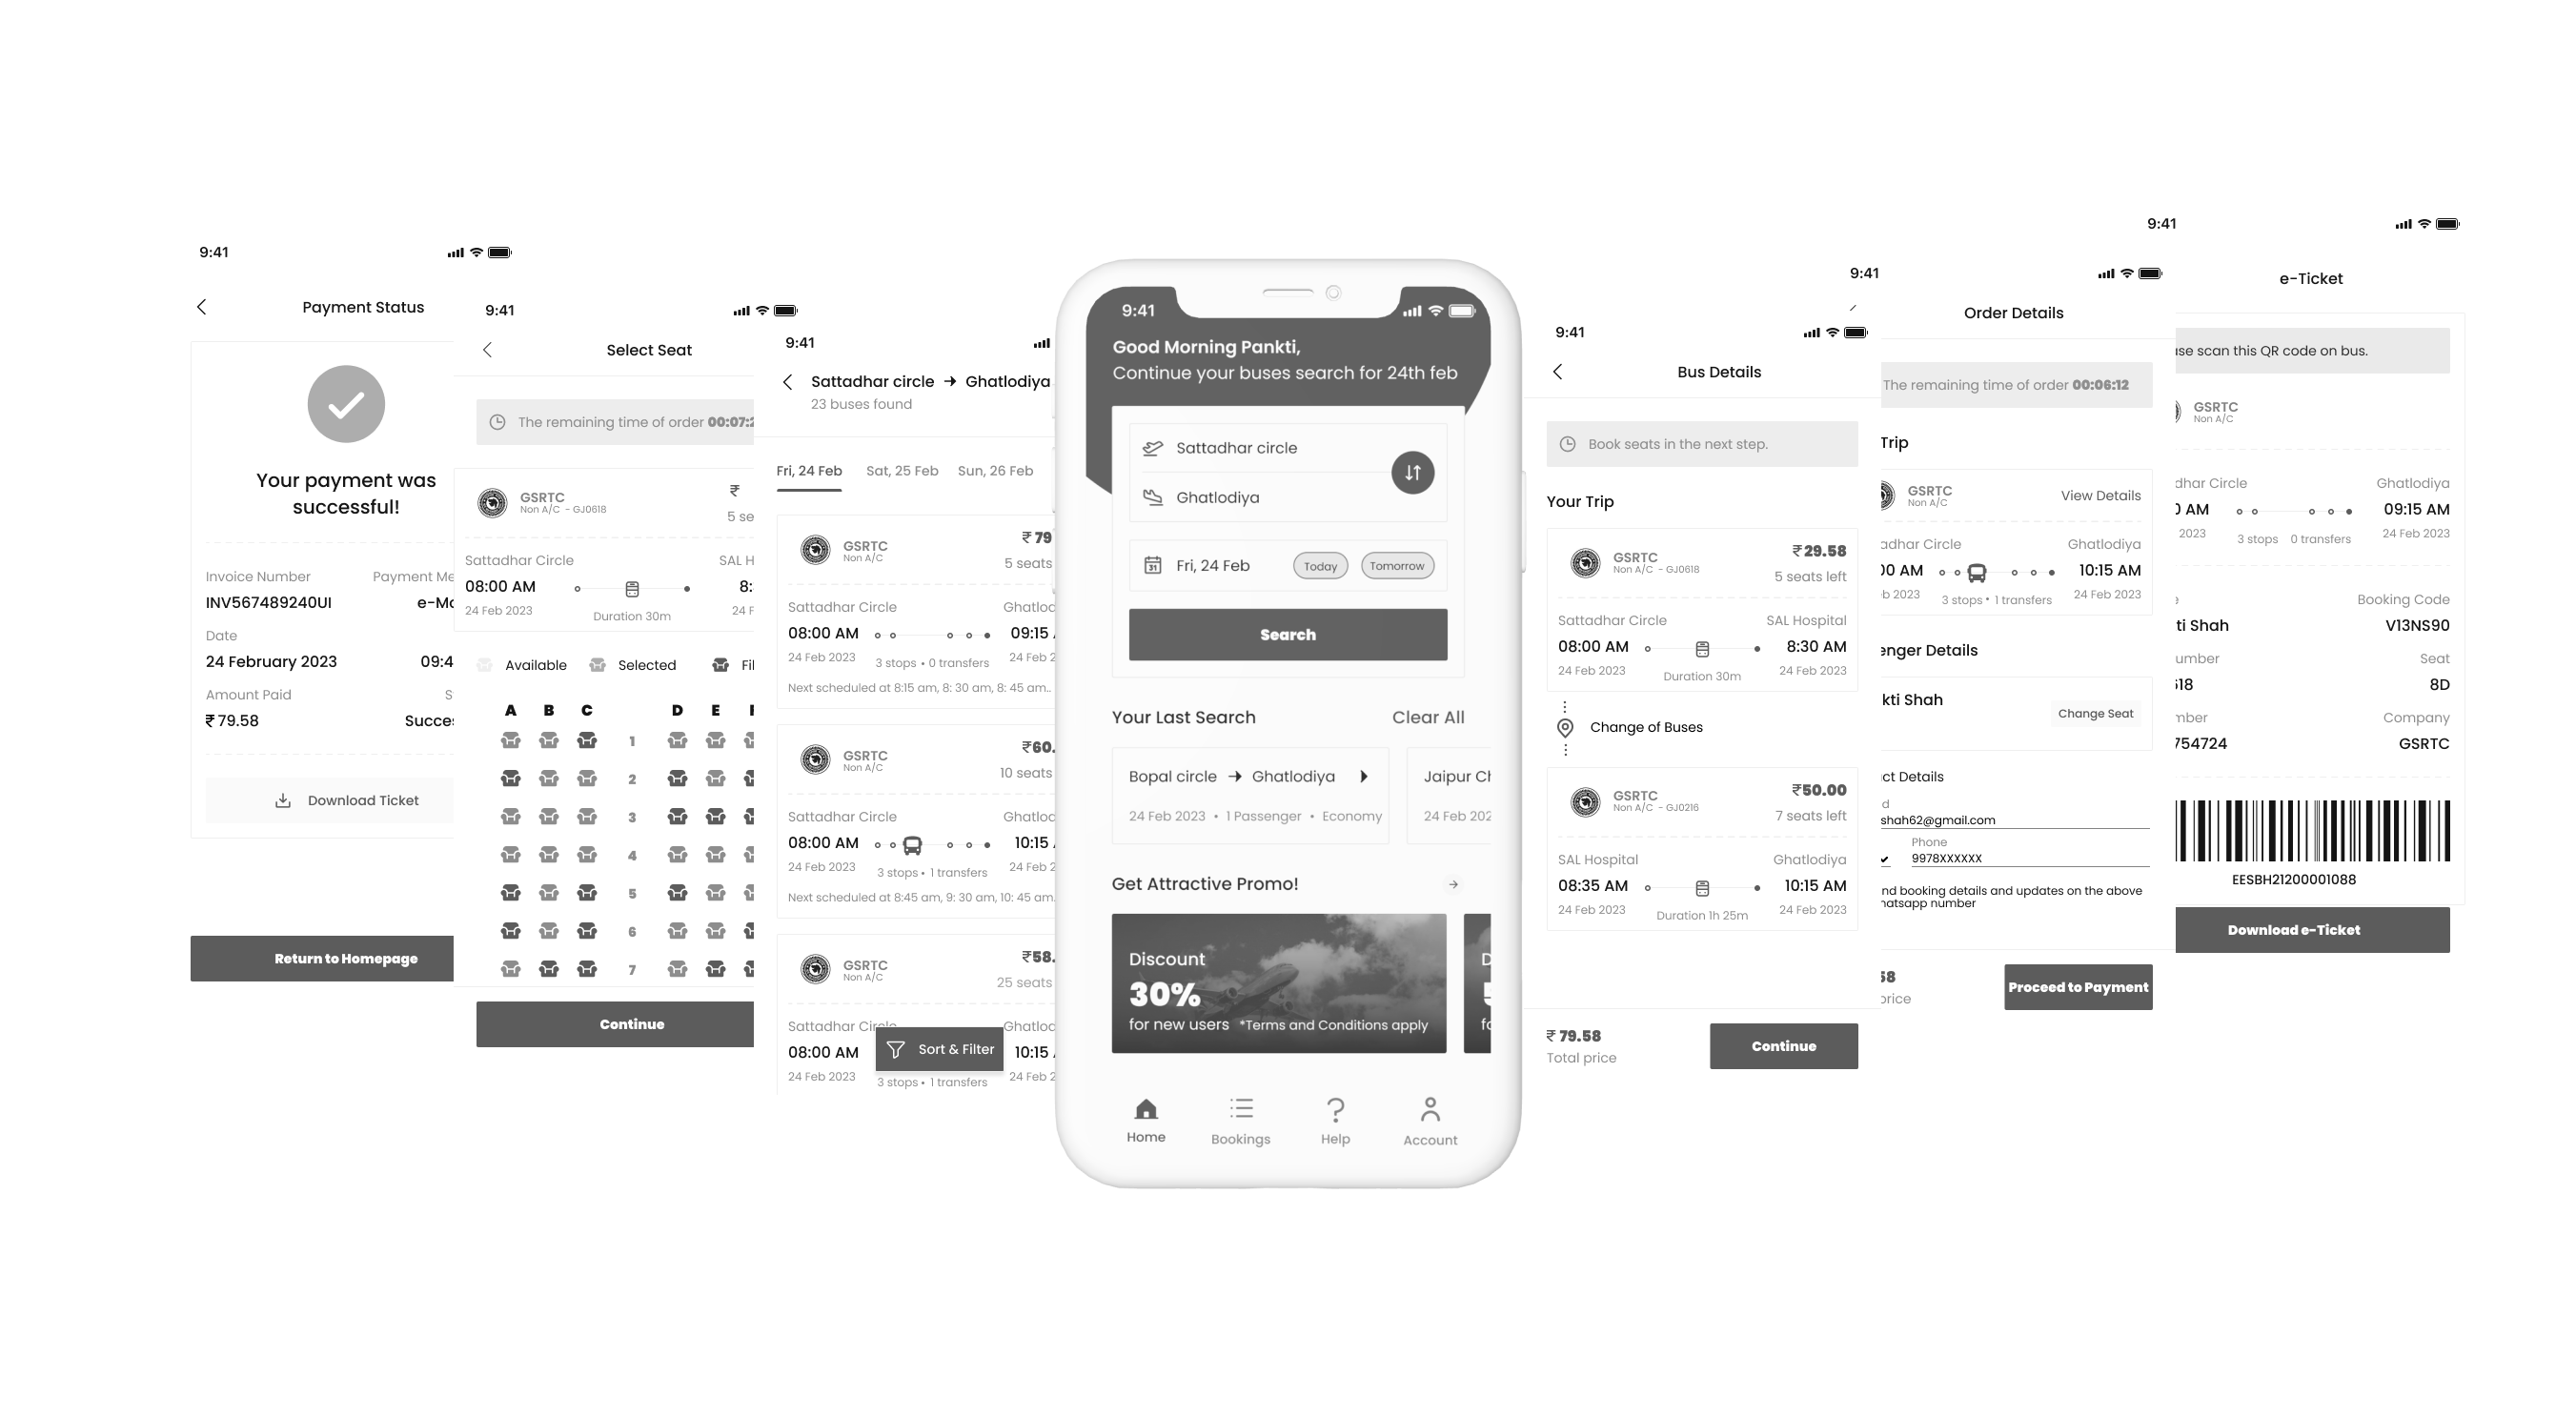 9:41
Payment Status
Your payment was
successful!
Invoice Number
Payment Me
INV567489240UI
e-Mo
Date
24 February 2023
09:4
Amount Paid
S
₹ 79.58
Succes
Download Ticket
Return to Homepage
9:41
Select Seat
The remaining time of order 00:07:2
GSRTC
Non A/C - GJ0618
₹
5 se
Sattadhar Circle
SAL H
08:00 AM
8:
24 Feb 2023
24 F
Duration 30m
Available
Selected
Fil
A B C D E F
1
2
3
4
5
6
7
Continue
9:41
Sattadhar circle → Ghatlodiya
23 buses found
Fri, 24 Feb
Sat, 25 Feb
Sun, 26 Feb
GSRTC
Non A/C
₹ 79
5 seats
Sattadhar Circle
Ghatlod
08:00 AM
09:15
24 Feb 2023
3 stops • 0 transfers
24 Feb 2
Next scheduled at 8:15 am, 8: 30 am, 8: 45 am..
GSRTC
Non A/C
₹60.
10 seats
Sattadhar Circle
Ghatlod
08:00 AM
10:15
24 Feb 2023
3 stops • 1 transfers
24 Feb 2
Next scheduled at 8:45 am, 9: 30 am, 10: 45 am.
GSRTC
Non A/C
₹58.
25 seats
Sattadhar Circle
Ghatlod
08:00 AM
Sort & Filter
10:15
24 Feb 2023
3 stops • 1 transfers
24 Feb 2
9:41
Good Morning Pankti,
Continue your buses search for 24th feb
Sattadhar circle
Ghatlodiya
31
Fri, 24 Feb
Today
Tomorrow
Search
Your Last Search
Clear All
Bopal circle → Ghatlodiya
Jaipur Ch
24 Feb 2023 • 1 Passenger • Economy
24 Feb 202
Get Attractive Promo!
Discount
30%
for new users *Terms and Conditions apply
D
5
fo
Home
Bookings
Help
Account
9:41
Bus Details
Book seats in the next step.
Your Trip
GSRTC
Non A/C - GJ0618
₹29.58
5 seats left
Sattadhar Circle
SAL Hospital
08:00 AM
8:30 AM
24 Feb 2023
Duration 30m
24 Feb 2023
Change of Buses
GSRTC
Non A/C - GJ0216
₹50.00
7 seats left
SAL Hospital
Ghatlodiya
08:35 AM
10:15 AM
24 Feb 2023
Duration 1h 25m
24 Feb 2023
₹ 79.58
Total price
Continue
9:41
Order Details
The remaining time of order 00:06:12
Trip
GSRTC
Non A/C
View Details
adhar Circle
Ghatlodiya
00 AM
10:15 AM
b 2023
3 stops • 1 transfers
24 Feb 2023
enger Details
kti Shah
Change Seat
ct Details
d
shah62@gmail.com
Phone
9978XXXXXX
nd booking details and updates on the above
hatsapp number
58
price
Proceed to Payment
9:41
e-Ticket
ase scan this QR code on bus.
GSRTC
Non A/C
dhar Circle
Ghatlodiya
0 AM
09:15 AM
2023
3 stops 0 transfers
24 Feb 2023
e
Booking Code
ti Shah
V13NS90
umber
Seat
618
8D
mber
Company
754724
GSRTC
EESBH21200001088
Download e-Ticket